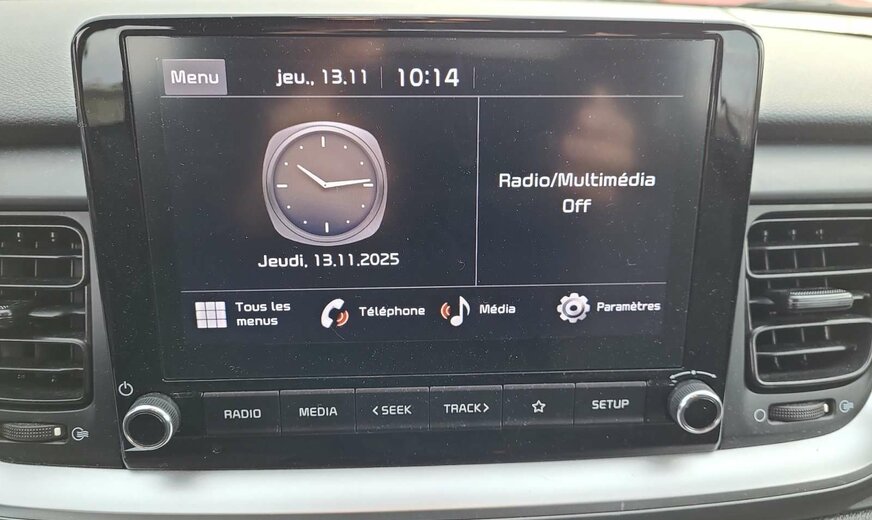 Menu jeu., 13.11 10:14
Radio/Multimédia
Off
Jeudi, 13.11.2025
Tous les
menus
Téléphone
Média
Paramètres
RADIO MEDIA <SEEK TRACK> SETUP